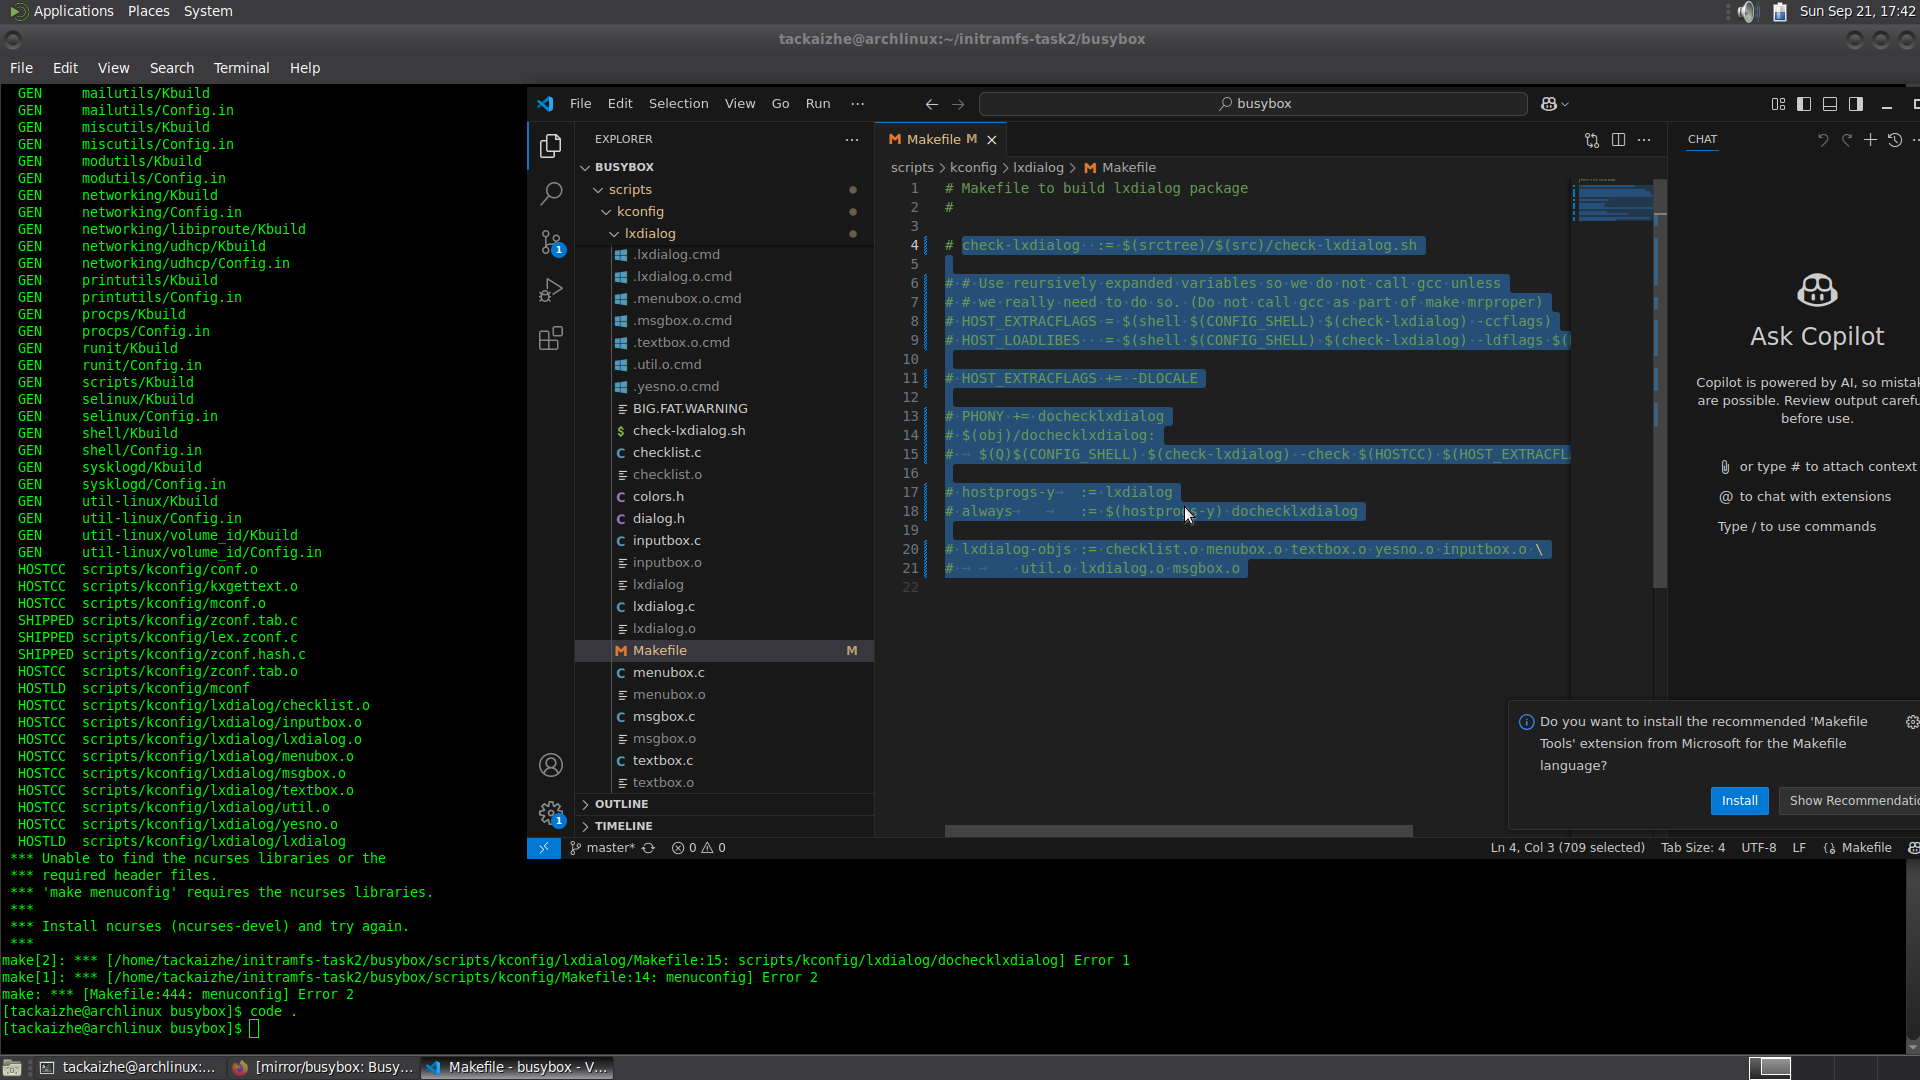 Applications Places System
Sun Sep 21, 17:42
tackaizhe@archlinux:~/initramfs-task2/busybox
File Edit View Search Terminal Help
GEN mailutils/Kbuild
GEN mailutils/Config.in
GEN miscutils/Kbuild
GEN miscutils/Config.in
GEN modutils/Kbuild
GEN modutils/Config.in
GEN networking/Kbuild
GEN networking/Config.in
GEN networking/libiproute/Kbuild
GEN networking/udhcp/Kbuild
GEN networking/udhcp/Config.in
GEN printutils/Kbuild
GEN printutils/Config.in
GEN procps/Kbuild
GEN procps/Config.in
GEN runit/Kbuild
GEN runit/Config.in
GEN scripts/Kbuild
GEN selinux/Kbuild
GEN selinux/Config.in
GEN shell/Kbuild
GEN shell/Config.in
GEN sysklogd/Kbuild
GEN sysklogd/Config.in
GEN util-linux/Kbuild
GEN util-linux/Config.in
GEN util-linux/volume_id/Kbuild
GEN util-linux/volume_id/Config.in
HOSTCC scripts/kconfig/conf.o
HOSTCC scripts/kconfig/kxgettext.o
HOSTCC scripts/kconfig/mconf.o
SHIPPED scripts/kconfig/zconf.tab.c
SHIPPED scripts/kconfig/lex.zconf.c
SHIPPED scripts/kconfig/zconf.hash.c
HOSTCC scripts/kconfig/zconf.tab.o
HOSTLD scripts/kconfig/mconf
HOSTCC scripts/kconfig/lxdialog/checklist.o
HOSTCC scripts/kconfig/lxdialog/inputbox.o
HOSTCC scripts/kconfig/lxdialog/lxdialog.o
HOSTCC scripts/kconfig/lxdialog/menubox.o
HOSTCC scripts/kconfig/lxdialog/msgbox.o
HOSTCC scripts/kconfig/lxdialog/textbox.o
HOSTCC scripts/kconfig/lxdialog/util.o
HOSTCC scripts/kconfig/lxdialog/yesno.o
HOSTLD scripts/kconfig/lxdialog/lxdialog
*** Unable to find the ncurses libraries or the
*** required header files.
*** 'make menuconfig' requires the ncurses libraries.
***
*** Install ncurses (ncurses-devel) and try again.
***
make[2]: *** [/home/tackaizhe/initramfs-task2/busybox/scripts/kconfig/lxdialog/Makefile:15: scripts/kconfig/lxdialog/dochecklxdialog] Error 1
make[1]: *** [/home/tackaizhe/initramfs-task2/busybox/scripts/kconfig/Makefile:14: menuconfig] Error 2
make: *** [Makefile:444: menuconfig] Error 2
[tackaizhe@archlinux busybox]$ code .
[tackaizhe@archlinux busybox]$
File Edit Selection View Go Run ···
busybox
EXPLORER
BUSYBOX
scripts
kconfig
lxdialog
.lxdialog.cmd
.lxdialog.o.cmd
.menubox.o.cmd
.msgbox.o.cmd
.textbox.o.cmd
.util.o.cmd
.yesno.o.cmd
BIG.FAT.WARNING
check-lxdialog.sh
checklist.c
checklist.o
colors.h
dialog.h
inputbox.c
inputbox.o
lxdialog
lxdialog.c
lxdialog.o
Makefile M
menubox.c
menubox.o
msgbox.c
msgbox.o
textbox.c
textbox.o
OUTLINE
TIMELINE
1
1
Makefile M
scripts > kconfig > lxdialog > Makefile
1 # Makefile to build lxdialog package
2 #
3
4 # check-lxdialog := $(srctree)/$(src)/check-lxdialog.sh
5
6 # # Use reursively expanded variables so we do not call gcc unless
7 # # we really need to do so. (Do not call gcc as part of make mrproper)
8 # HOST_EXTRACFLAGS = $(shell $(CONFIG_SHELL) $(check-lxdialog) -ccflags)
9 # HOST_LOADLIBES = $(shell $(CONFIG_SHELL) $(check-lxdialog) -ldflags $(
10
11 # HOST_EXTRACFLAGS += -DLOCALE
12
13 # PHONY += dochecklxdialog
14 # $(obj)/dochecklxdialog:
15 # $(Q)$(CONFIG_SHELL) $(check-lxdialog) -check $(HOSTCC) $(HOST_EXTRACFL
16
17 # hostprogs-y := lxdialog
18 # always := $(hostprogs-y) dochecklxdialog
19
20 # lxdialog-objs := checklist.o menubox.o textbox.o yesno.o inputbox.o \
21 # util.o lxdialog.o msgbox.o
22
CHAT
Ask Copilot
Copilot is powered by AI, so mista
are possible. Review output caref
before use.
or type # to attach context
@ to chat with extensions
Type / to use commands
Do you want to install the recommended 'Makefile
Tools' extension from Microsoft for the Makefile
language?
Install
Show Recommendatio
master* 0 0
Ln 4, Col 3 (709 selected) Tab Size: 4 UTF-8 LF {} Makefile
tackaizhe@archlinux:... [mirror/busybox: Busy... Makefile - busybox - V...